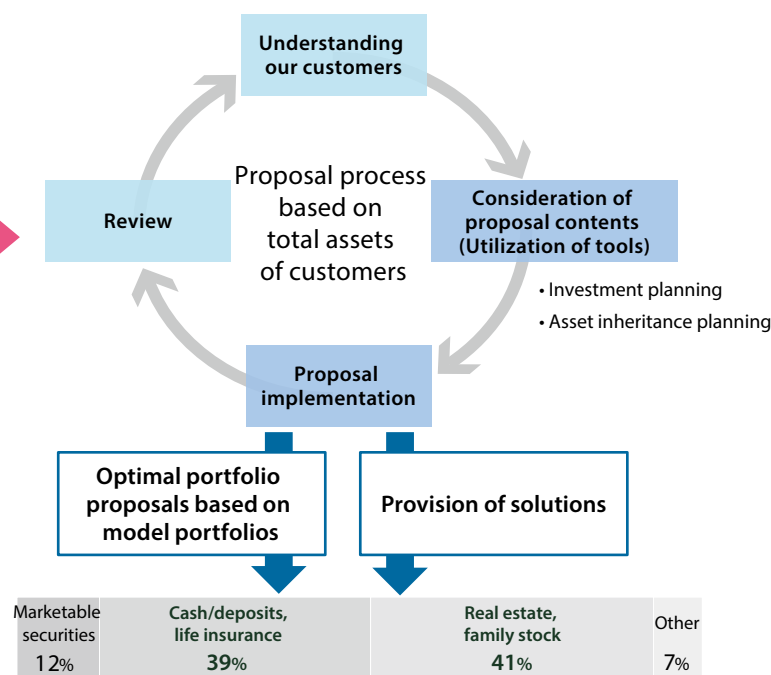 Understanding
our customers
Proposal process
based on
total assets
of customers
Review
Consideration of
proposal contents
(Utilization of tools)
• Investment planning
• Asset inheritance planning
Proposal
implementation
Optimal portfolio
proposals based on
model portfolios
Provision of solutions
Marketable
securities
12%
Cash/deposits,
life insurance
39%
Real estate,
family stock
41%
Other
7%